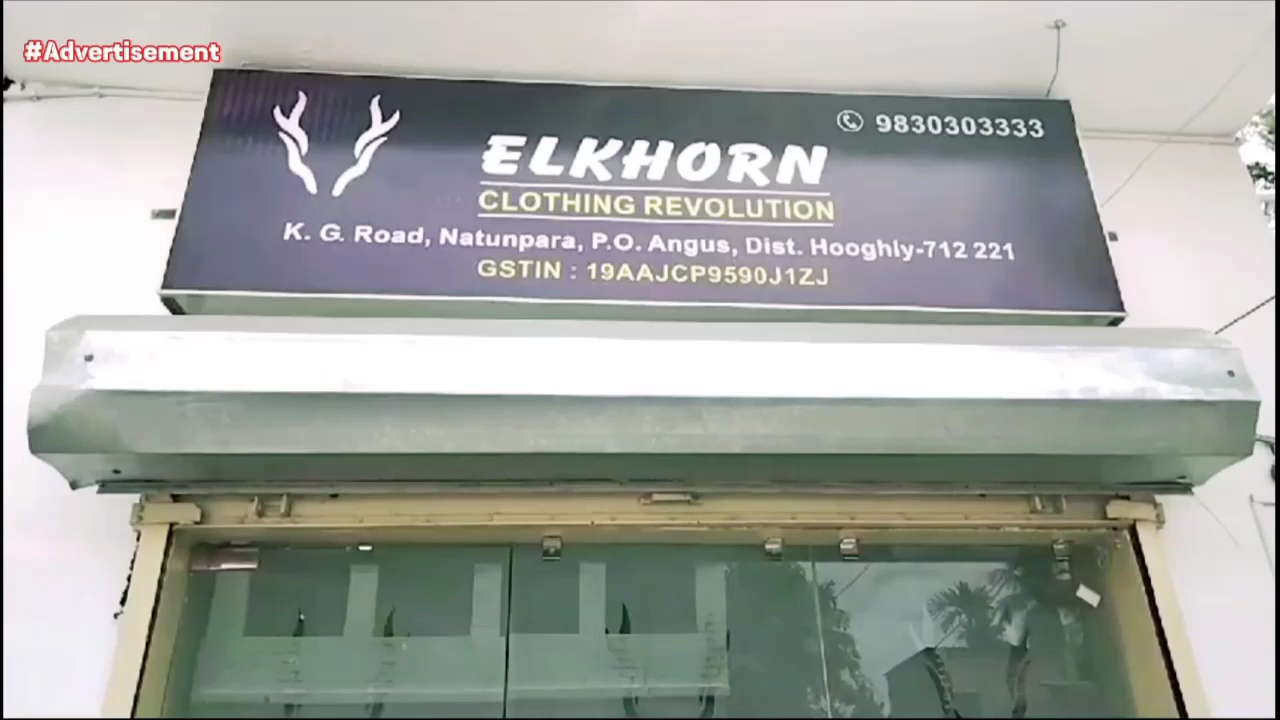 #Advertisement
9830303333
ELKHORN
CLOTHING REVOLUTION
K. G. Road, Natunpara, P.O. Angus, Dist. Hooghly-712 221
GSTIN : 19AAJCP9590J1ZJ